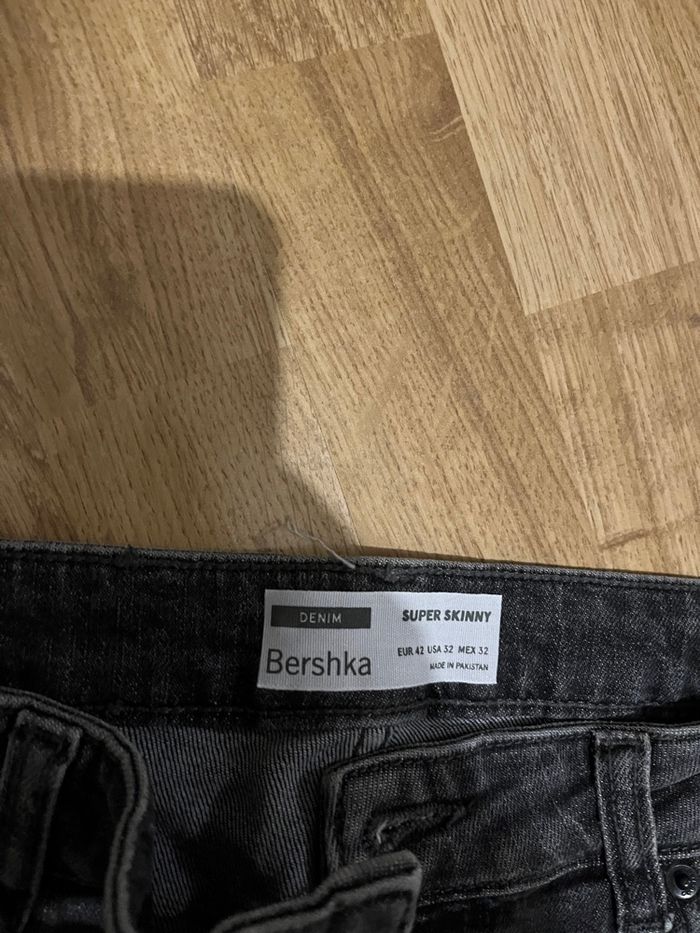 DENIM
SUPER SKINNY
Bershka
EUR 42 USA 32 MEX 32
MADE IN PAKISTAN